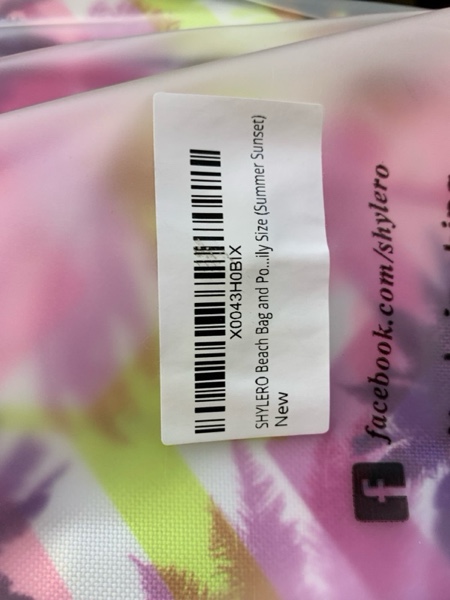 X0043H0BIX
SHYLERO Beach Bag and Po...ily Size (Summer Sunset)
New
facebook.com/shylero